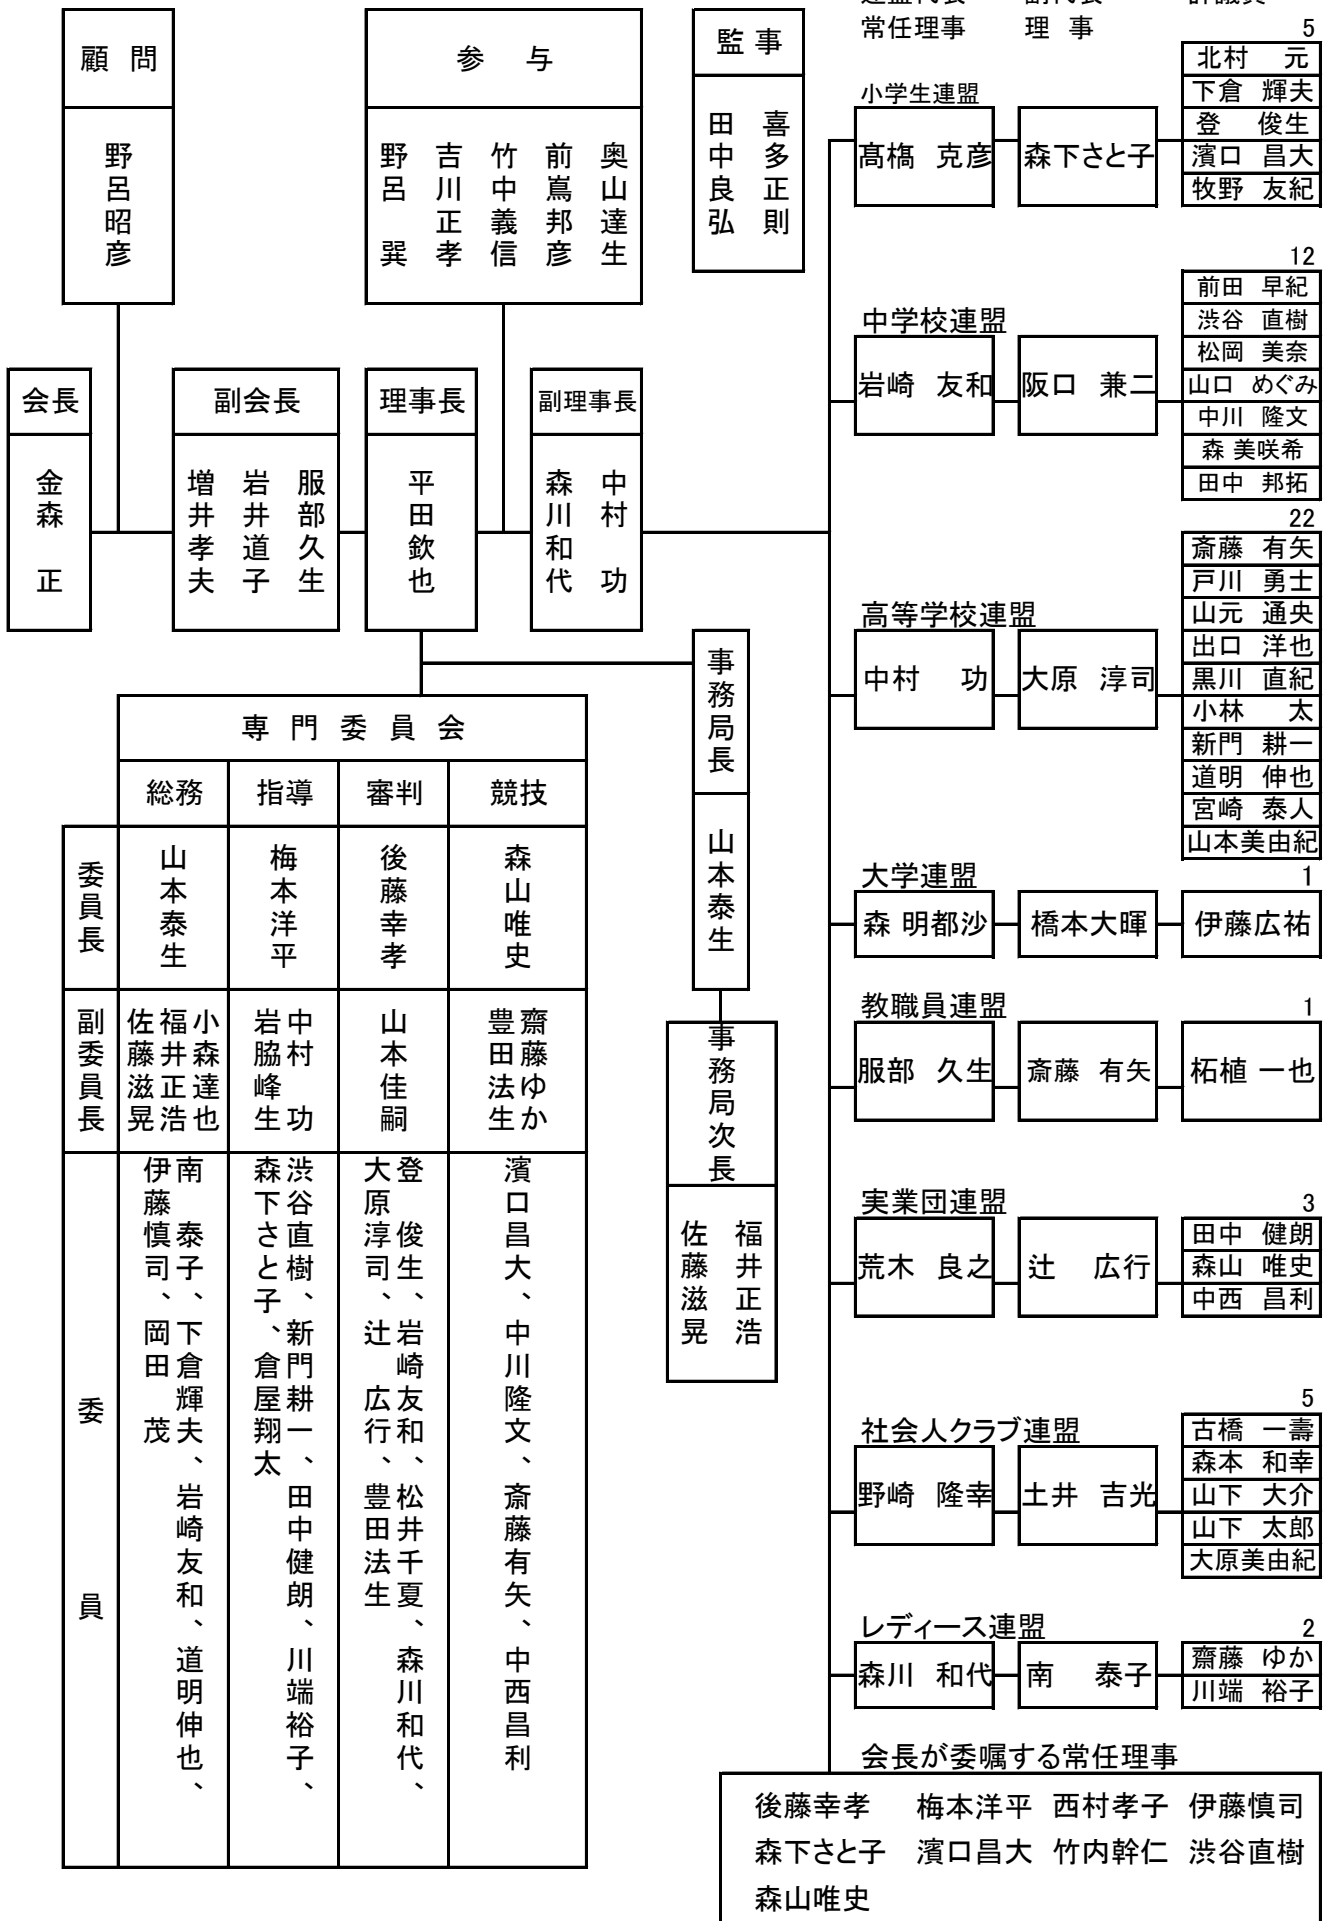 顧 問
野呂昭彦
参 与
奥山達生
前嶌邦彦
竹中義信
吉川正孝
野呂 巽
監 事
喜多正則
田中良弘
会長
金森 正
副会長
服部久生
岩井道子
増井孝夫
理事長
平田欽也
副理事長
中村 功
森川和代
事務局長
山本泰生
事務局次長
福井正浩
佐藤滋晃
専 門 委 員 会
総務 指導 審判 競技
委員長
山本泰生
梅本洋平
後藤幸孝
森山唯史
副委員長
小森達也
福井正浩
佐藤滋晃
中村 功
岩脇峰生
山本佳嗣
齋藤ゆか
豊田法生
委 員
南 泰子、下倉輝夫、岩崎友和、道明伸也、
伊藤慎司、岡田 茂
渋谷直樹、新門耕一、田中健朗、川端裕子、
森下さと子、倉屋翔太
登 俊生、岩崎友和、松井千夏、森川和代、
大原淳司、辻 広行、豊田法生
濱口昌大、中川隆文、斎藤有矢、中西昌利
常任理事 理 事
5
小学生連盟
髙橋 克彦
森下さと子
北村 元
下倉 輝夫
登 俊生
濱口 昌大
牧野 友紀
12
中学校連盟
岩崎 友和
阪口 兼二
前田 早紀
渋谷 直樹
松岡 美奈
山口 めぐみ
中川 隆文
森 美咲希
田中 邦拓
22
高等学校連盟
中村 功
大原 淳司
斎藤 有矢
戸川 勇士
山元 通央
出口 洋也
黒川 直紀
小林 太
新門 耕一
道明 伸也
宮崎 泰人
山本美由紀
大学連盟
1
森 明都沙
橋本大暉
伊藤広祐
教職員連盟
1
服部 久生
斎藤 有矢
柘植 一也
実業団連盟
3
荒木 良之
辻 広行
田中 健朗
森山 唯史
中西 昌利
社会人クラブ連盟
5
野崎 隆幸
土井 吉光
古橋 一壽
森本 和幸
山下 大介
山下 太郎
大原美由紀
レディース連盟
2
森川 和代
南 泰子
齋藤 ゆか
川端 裕子
会長が委嘱する常任理事
後藤幸孝 梅本洋平 西村孝子 伊藤慎司
森下さと子 濱口昌大 竹内幹仁 渋谷直樹
森山唯史